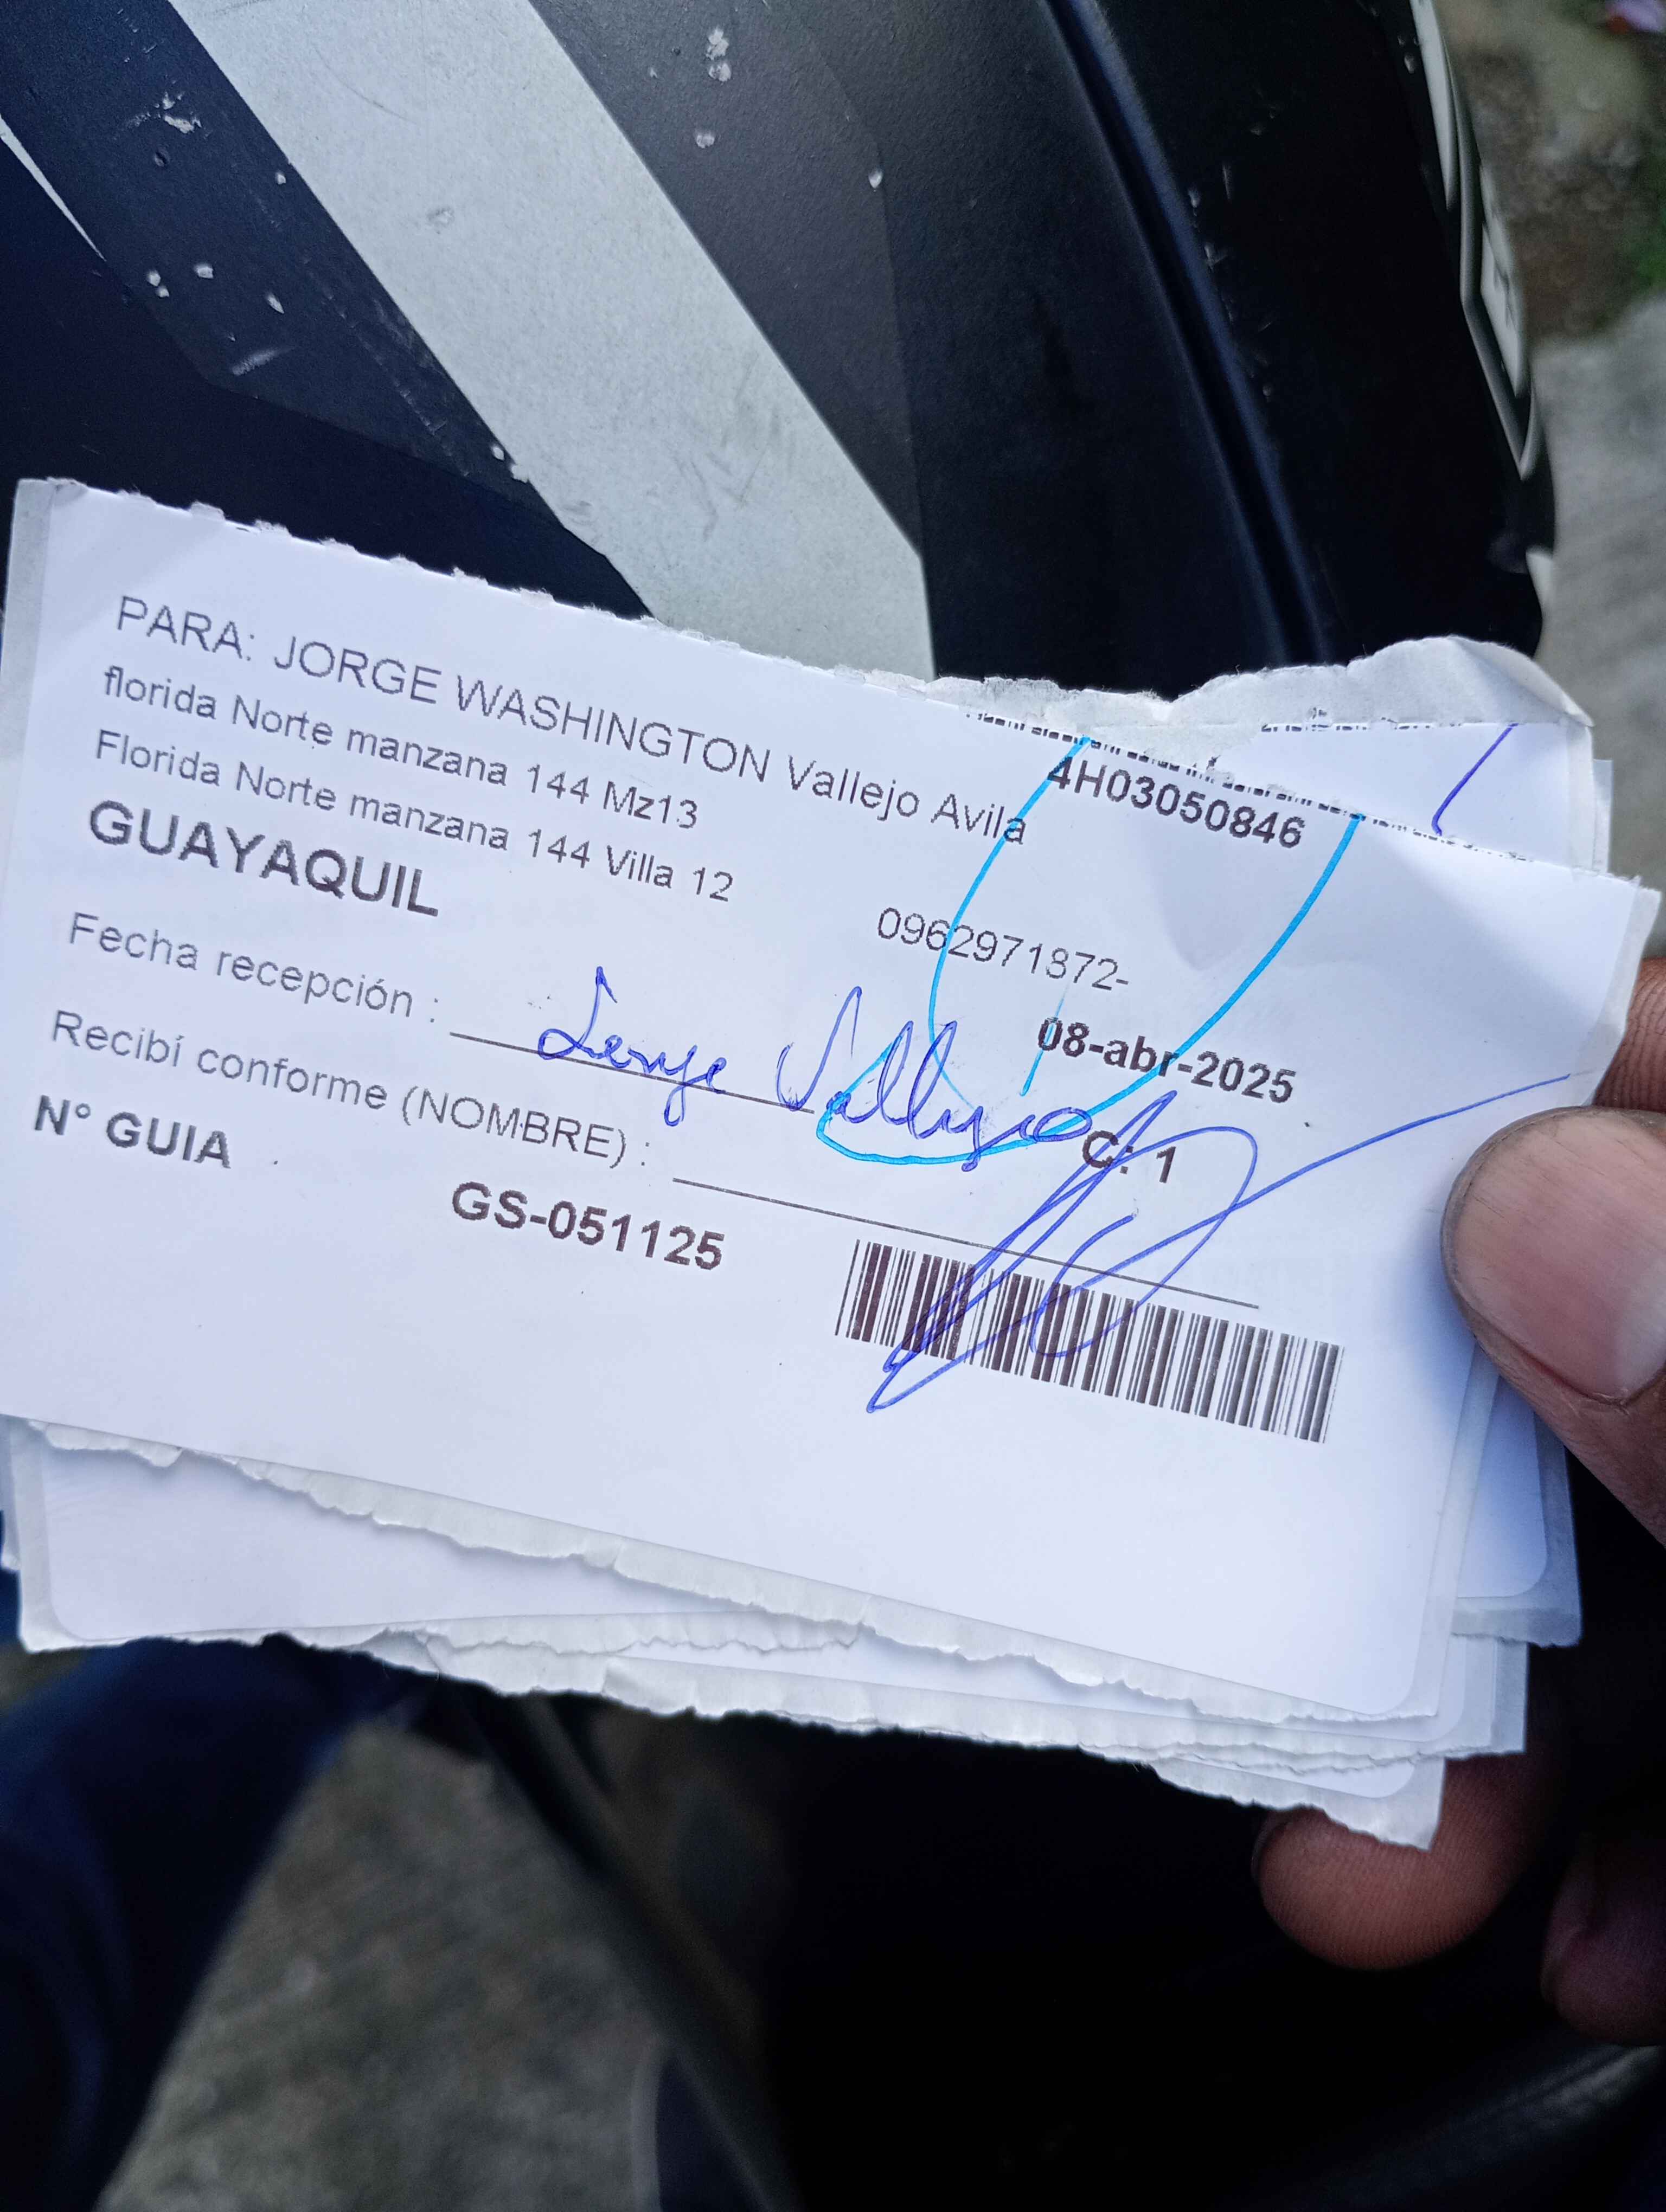 PARA: JORGE WASHINGTON Vallejo Avila
4H03050846
florida Norte manzana 144 Mz13
Florida Norte manzana 144 Villa 12
0962971872-
GUAYAQUIL
08-abr-2025
Fecha recepción :
Jorge Vallejo
C: 1
Recibí conforme (NOMBRE) :
N° GUIA
GS-051125